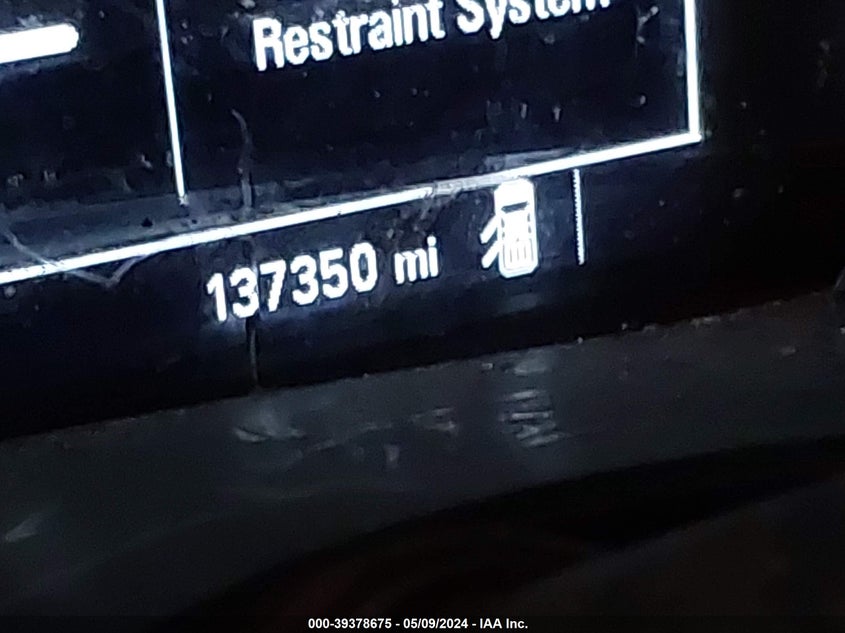 Restraint System
137350 mi
000-39378675 - 05/09/2024 - IAA Inc.